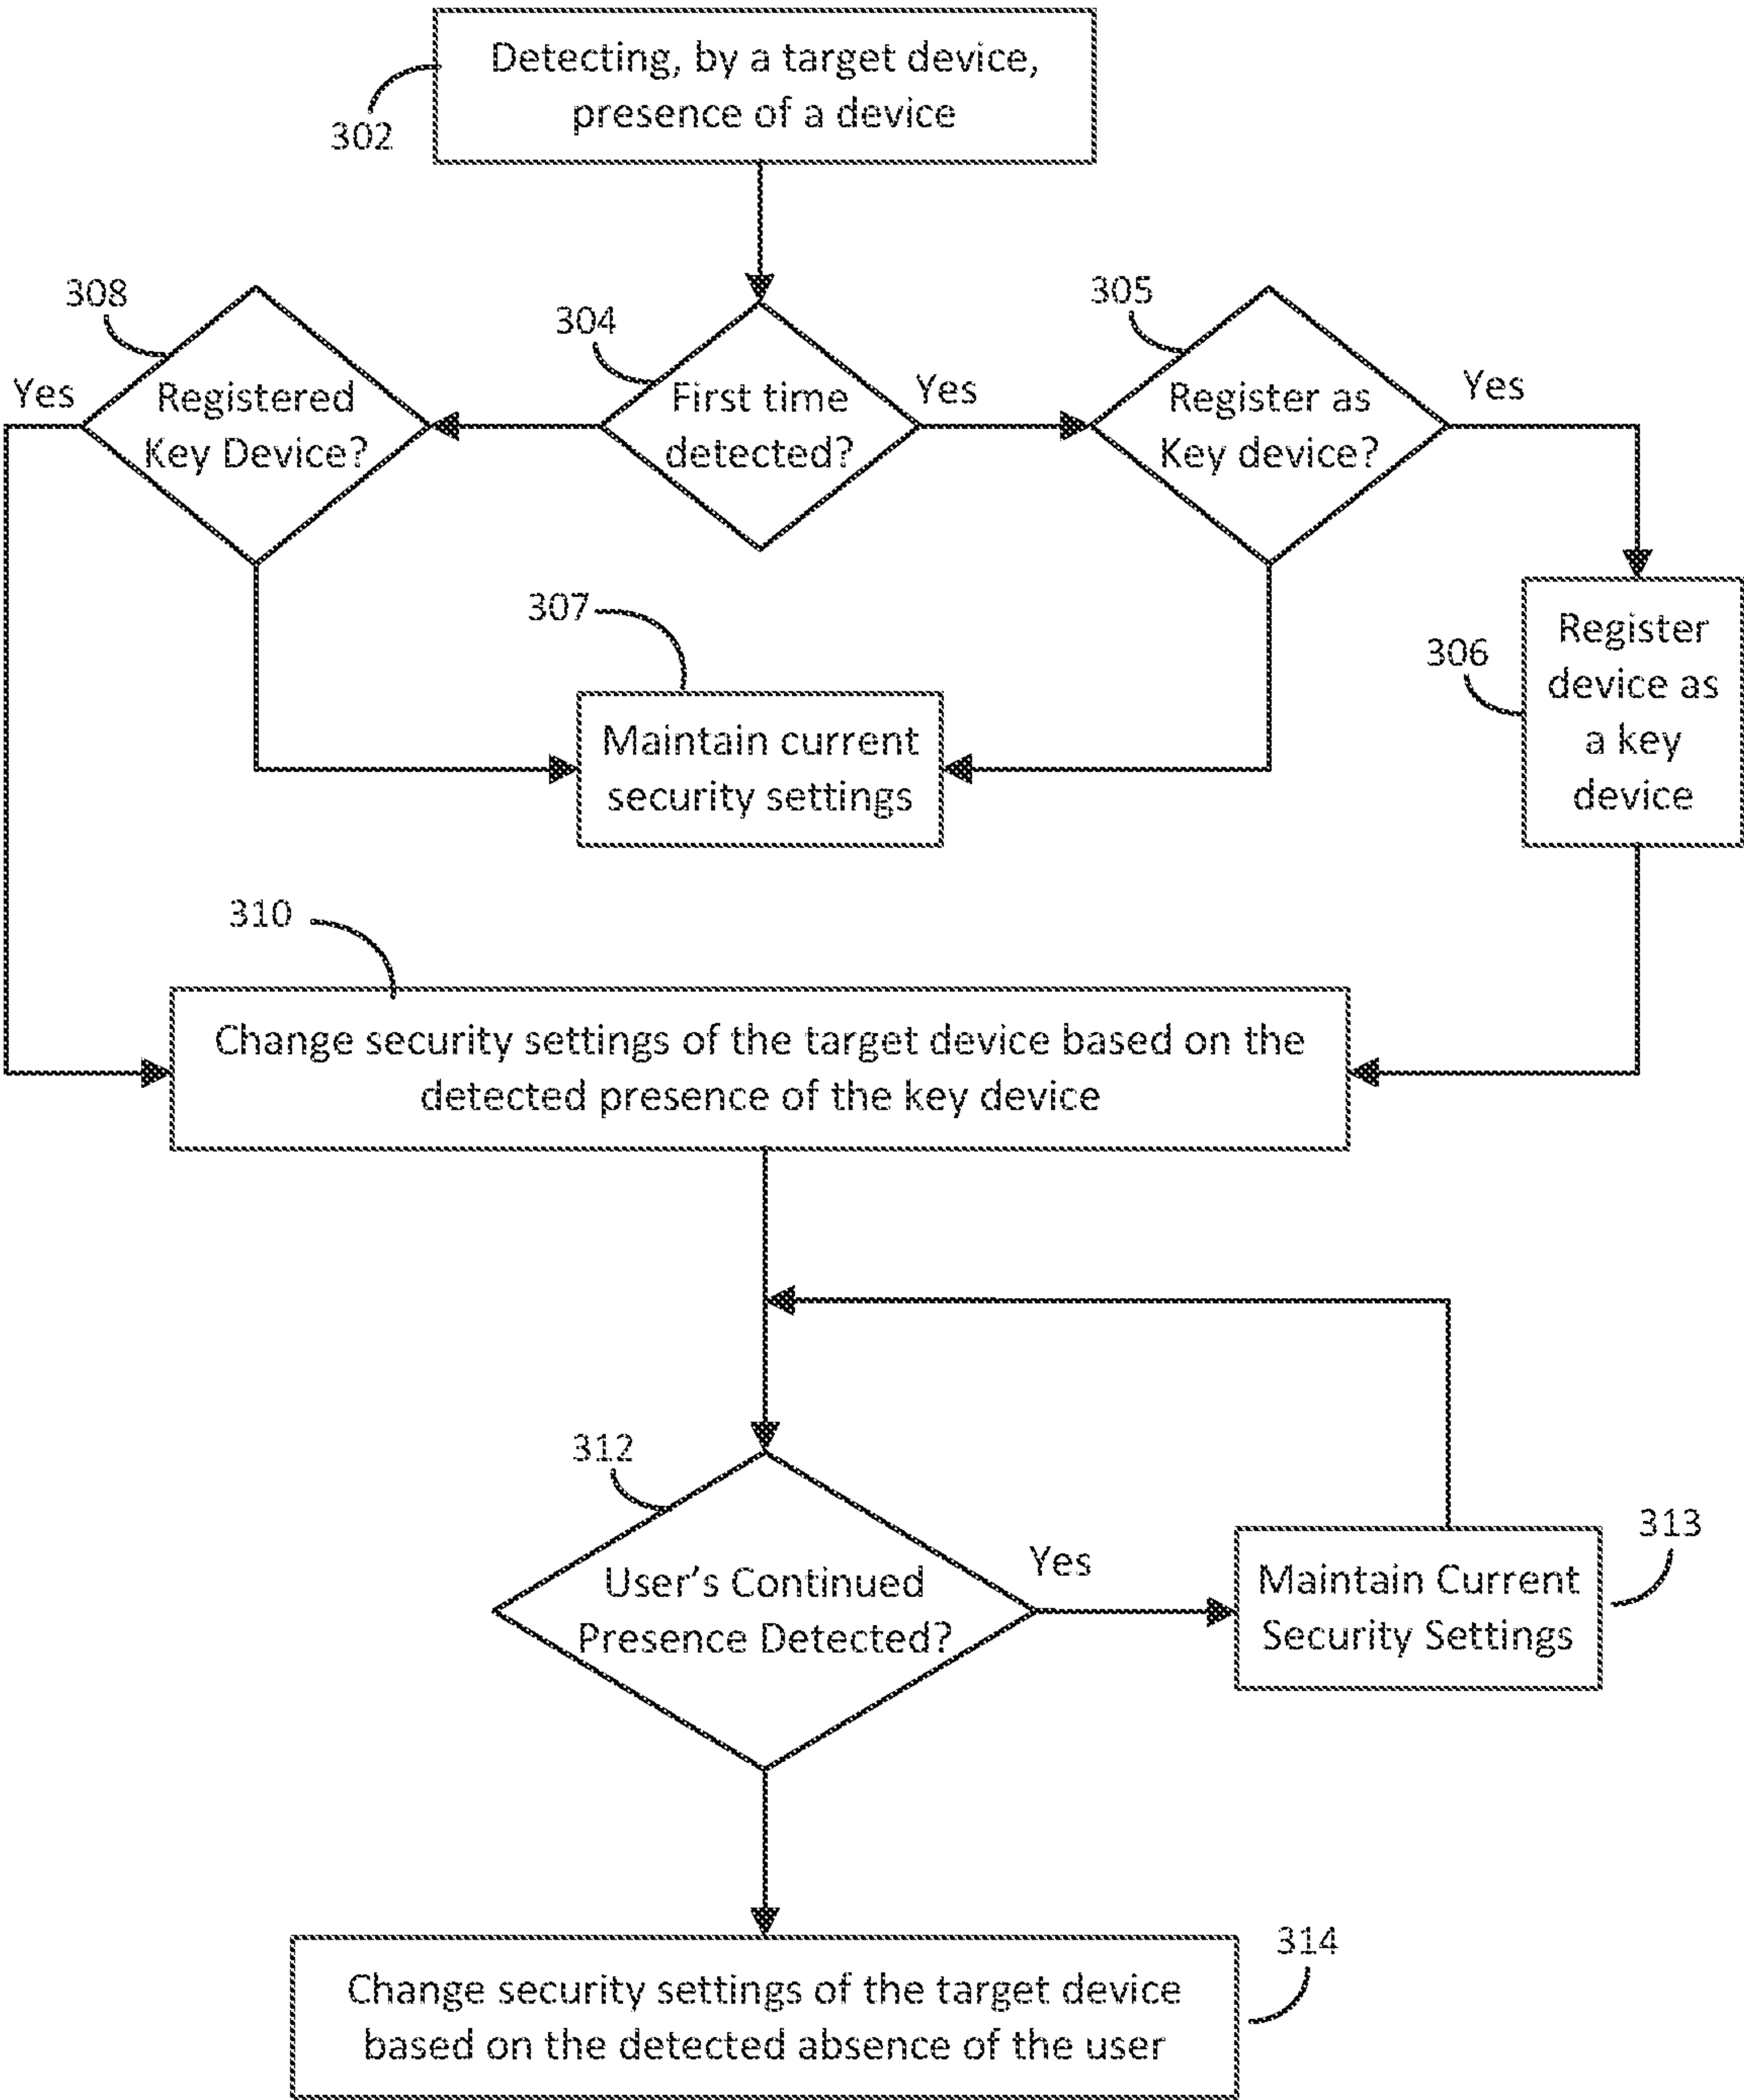 Detecting, by a target device,
presence of a device
302
308
304
305
Yes
Registered
Key Device?
First time
detected?
Yes
Register as
Key device?
Yes
307
306
Register
device as
a key
device
Maintain current
security settings
310
Change security settings of the target device based on the
detected presence of the key device
312
User's Continued
Presence Detected?
Yes
Maintain Current
Security Settings
313
314
Change security settings of the target device
based on the detected absence of the user